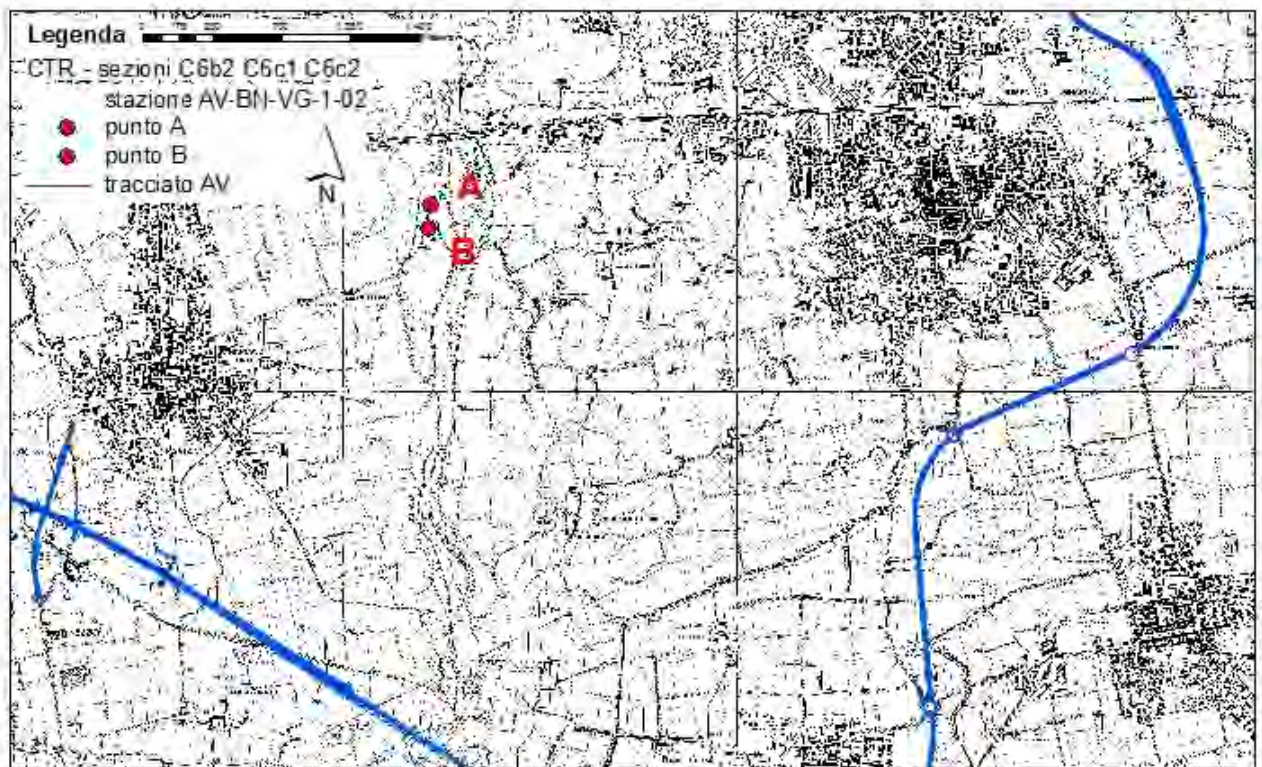 Legenda
CTR - sezioni C6b2 C6c1 C6c2
stazione AV-BN-VG-1-02
punto A
punto B
tracciato AV
N
A
B